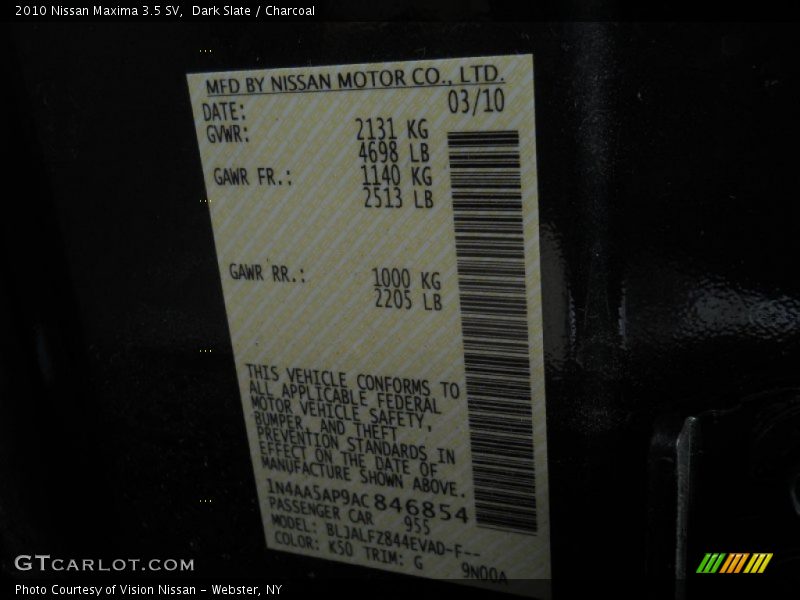 2010 Nissan Maxima 3.5 SV,  Dark Slate / Charcoal
MFD BY NISSAN MOTOR CO., LTD.
DATE: 03/10
GVWR: 2131 KG
4698 LB
GAWR FR.: 1140 KG
2513 LB
GAWR RR.: 1000 KG
2205 LB
THIS VEHICLE CONFORMS TO
ALL APPLICABLE FEDERAL
MOTOR VEHICLE SAFETY,
BUMPER, AND THEFT
PREVENTION STANDARDS IN
EFFECT ON THE DATE OF
MANUFACTURE SHOWN ABOVE.
1N4AA5AP9AC846854
PASSENGER CAR 955
MODEL: BLJALFZ844EVAD-F--
COLOR: K50 TRIM: G 9N00A
GTCARLOT.COM
Photo Courtesy of Vision Nissan - Webster, NY